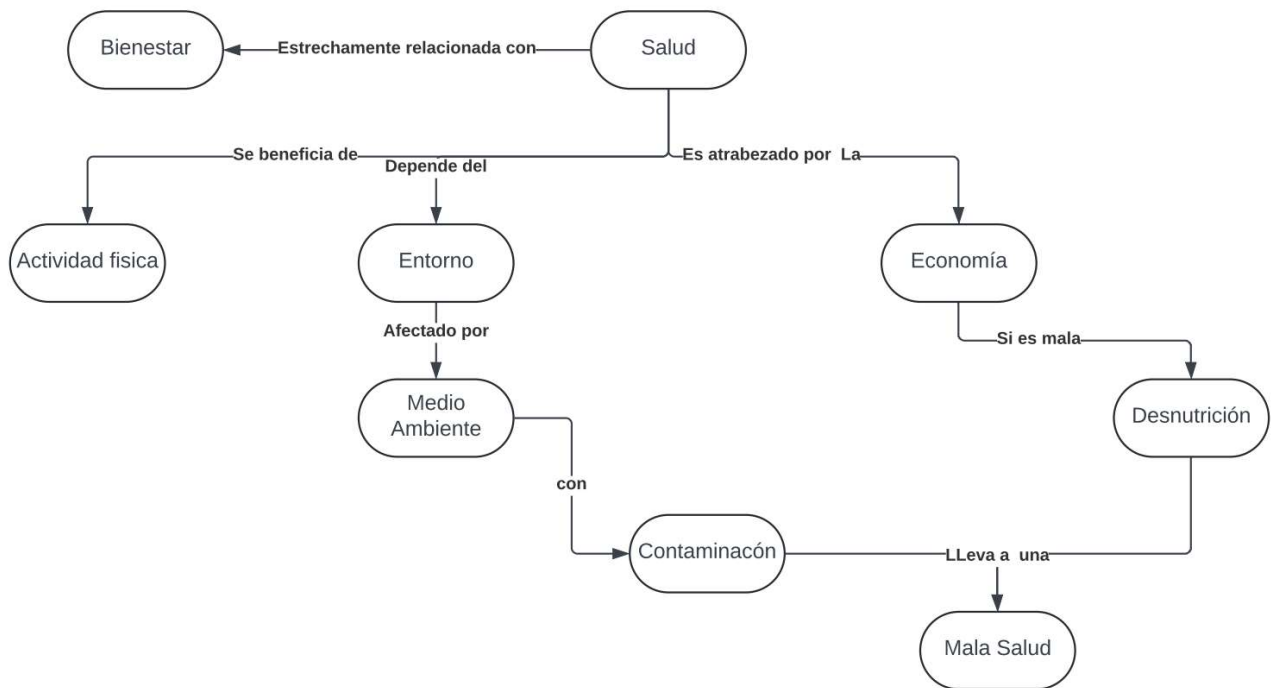 Bienestar
Estrechamente relacionada con
Salud
Se beneficia de
Depende del
Es atrabezado por La
Actividad fisica
Entorno
Economía
Afectado por
Si es mala
Medio
Ambiente
Desnutrición
con
Contaminacón
LLeva a una
Mala Salud